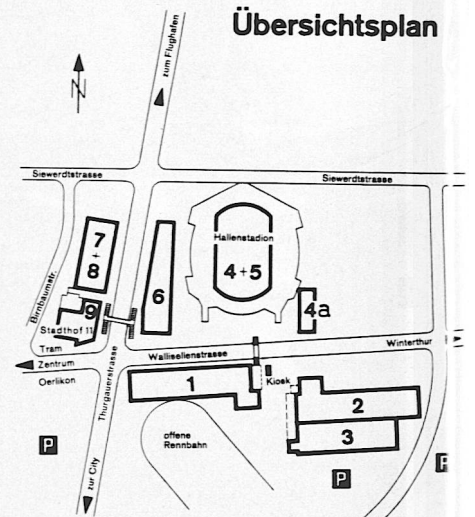 Übersichtsplan
zum Flughafen
N
Siewerdtstrasse
Siewerdtstrasse
7
+
8
Hallenstadion
4+5
6
Birnbaumstr.
9
Stadthof 11
4a
Tram
Zentrum
Oerlikon
Wallisellenstrasse
Winterthur
Thurgauerstrasse
1
Kiosk
2
3
offene
Rennbahn
P
P
P
zur City